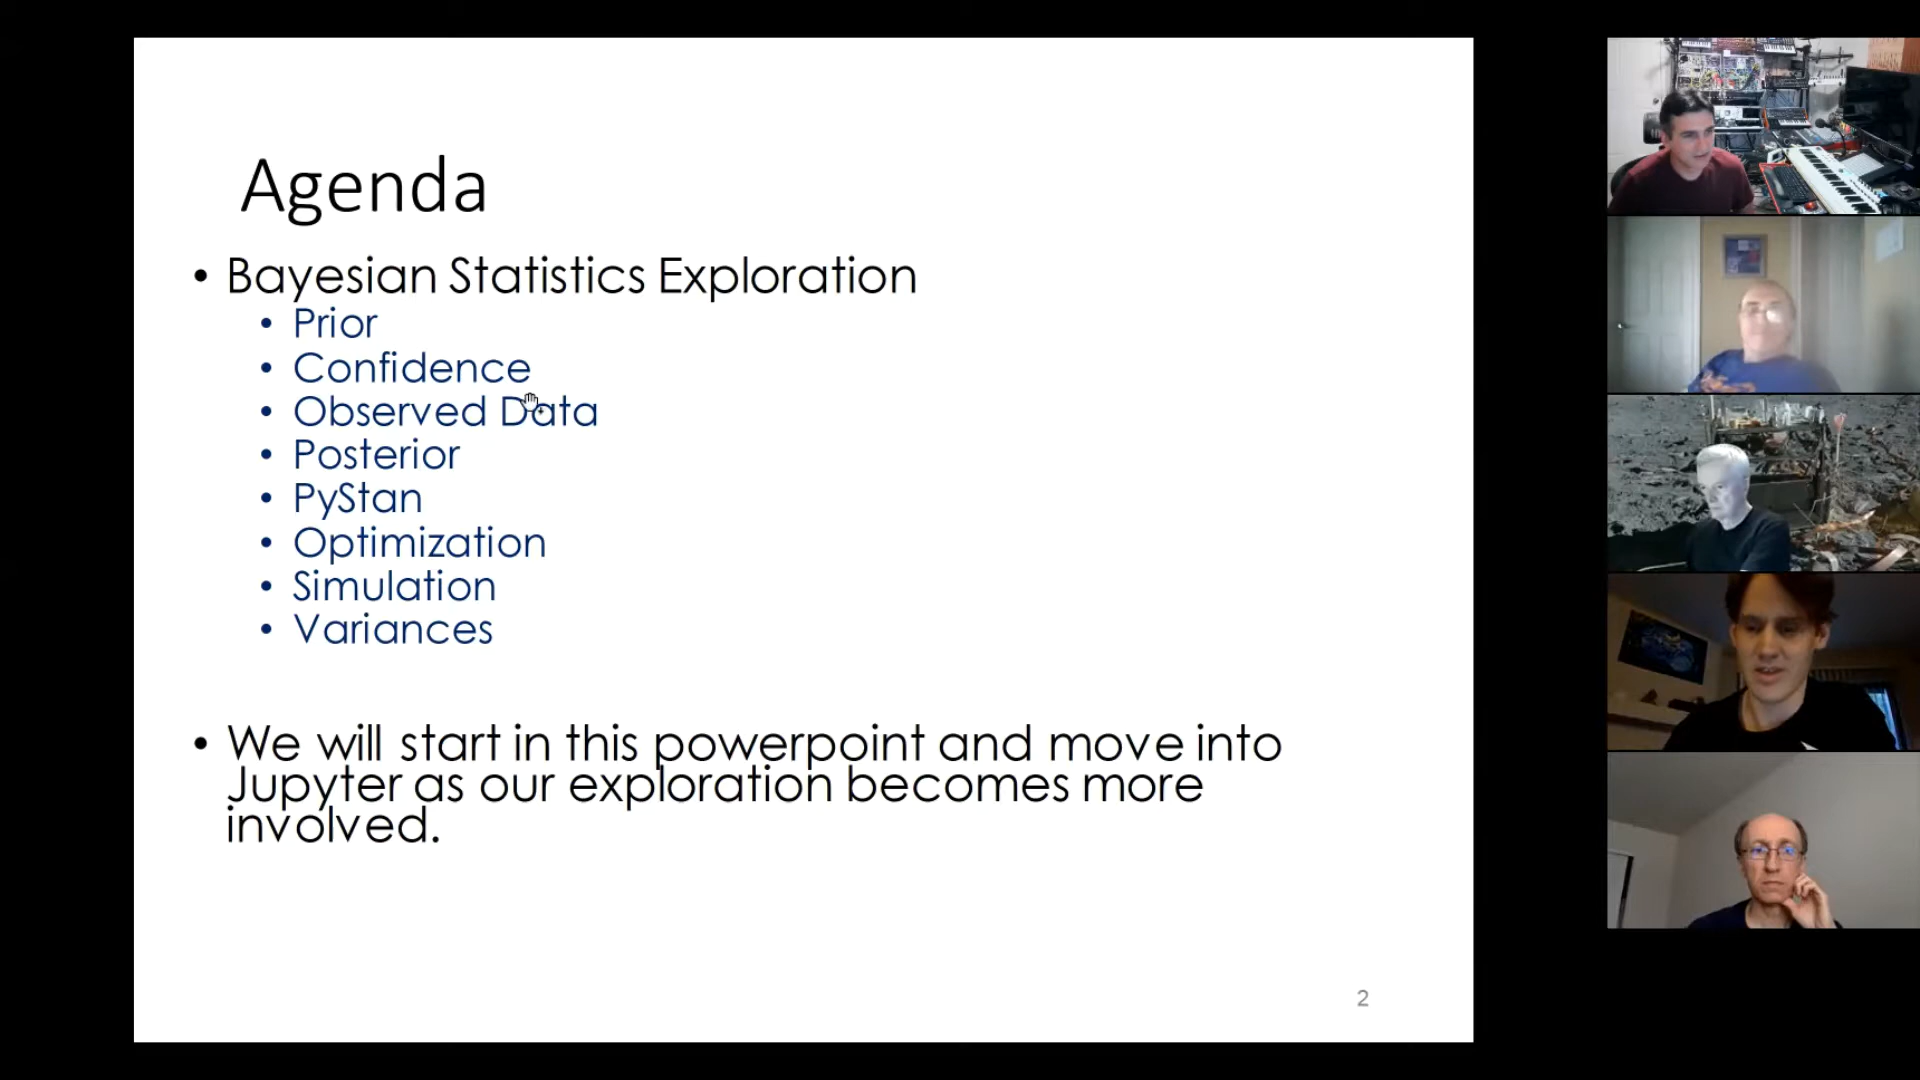 Agenda
• Bayesian Statistics Exploration
• Prior
• Confidence
• Observed Data
• Posterior
• PyStan
• Optimization
• Simulation
• Variances
• We will start in this powerpoint and move into
Jupyter as our exploration becomes more
involved.
2